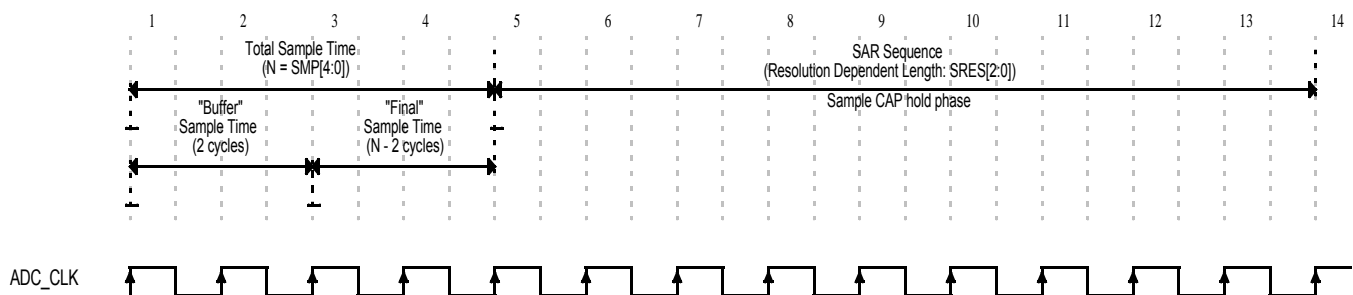 1 2 3 4 5 6 7 8 9 10 11 12 13 14
Total Sample Time
(N = SMP[4:0])
SAR Sequence
(Resolution Dependent Length: SRES[2:0])
Sample CAP hold phase
"Buffer"
Sample Time
(2 cycles)
"Final"
Sample Time
(N - 2 cycles)
ADC_CLK